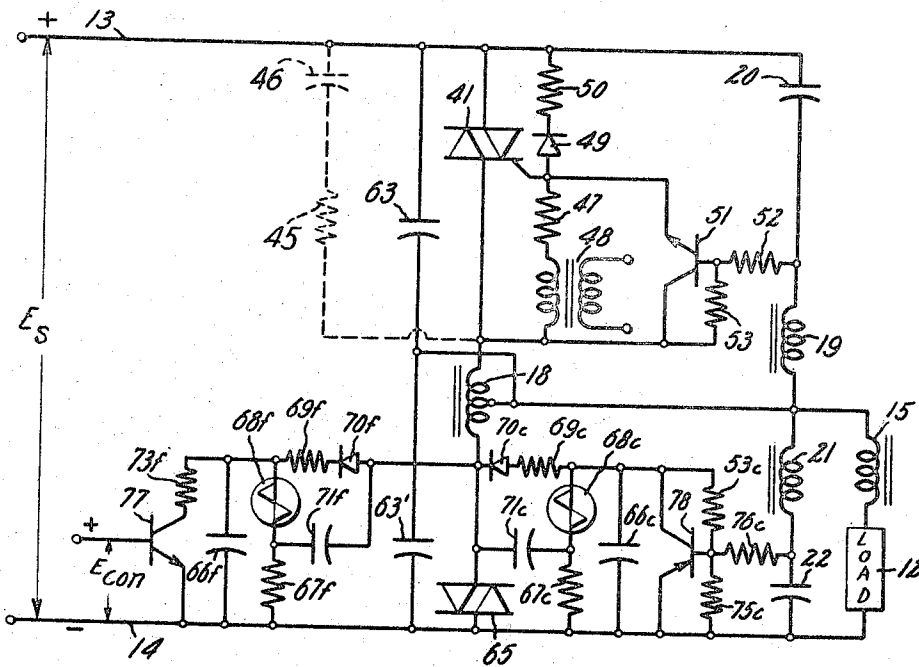 + 13
46
41
50
20
49
63
47
51
52
45
48
E_S
53
19
18
15
69f 70f
68f
70c
69c
68c
73f
53c
21
77
71f
63'
71c
66c
78
76c
+
E_con
66f
67f
67c
75c
22
LOAD
12
- 14
65